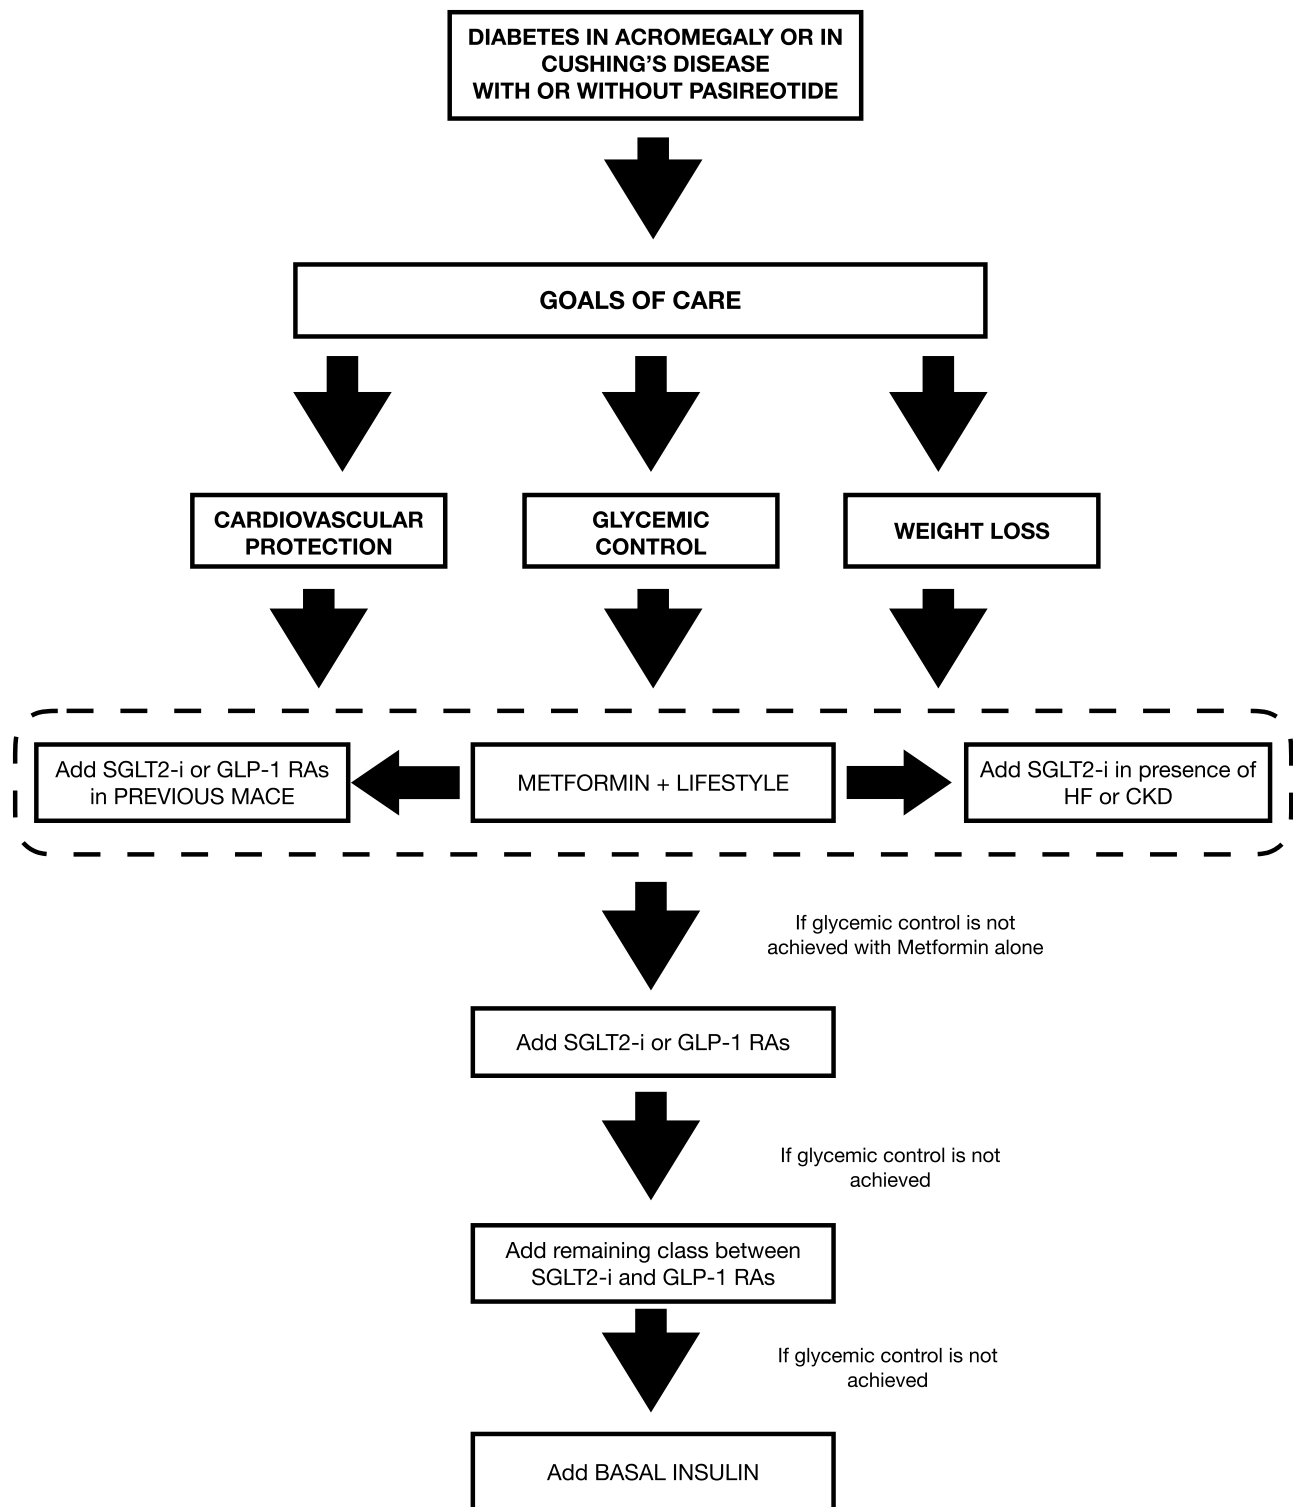 DIABETES IN ACROMEGALY OR IN
CUSHING’S DISEASE
WITH OR WITHOUT PASIREOTIDE
GOALS OF CARE
CARDIOVASCULAR
PROTECTION
GLYCEMIC
CONTROL
WEIGHT LOSS
Add SGLT2-i or GLP-1 RAs
in PREVIOUS MACE
METFORMIN + LIFESTYLE
Add SGLT2-i in presence of
HF or CKD
If glycemic control is not
achieved with Metformin alone
Add SGLT2-i or GLP-1 RAs
If glycemic control is not
achieved
Add remaining class between
SGLT2-i and GLP-1 RAs
If glycemic control is not
achieved
Add BASAL INSULIN